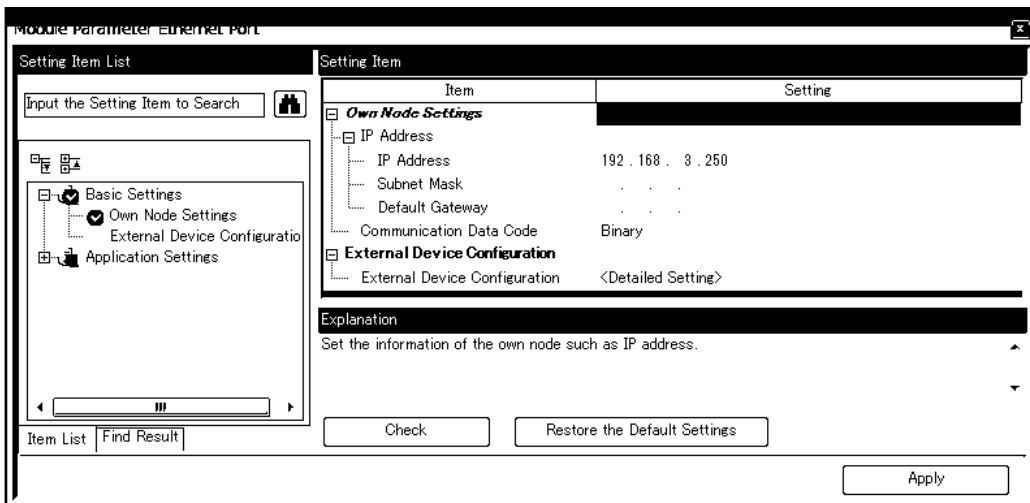 Module Parameter Ethernet Port
Setting Item List
Input the Setting Item to Search
Basic Settings
Own Node Settings
External Device Configuratio
Application Settings
Item List
Find Result
Setting Item
Item Setting
Own Node Settings
IP Address
IP Address 192 . 168 . 3 . 250
Subnet Mask . . .
Default Gateway . . .
Communication Data Code Binary
External Device Configuration
External Device Configuration <Detailed Setting>
Explanation
Set the information of the own node such as IP address.
Check
Restore the Default Settings
Apply